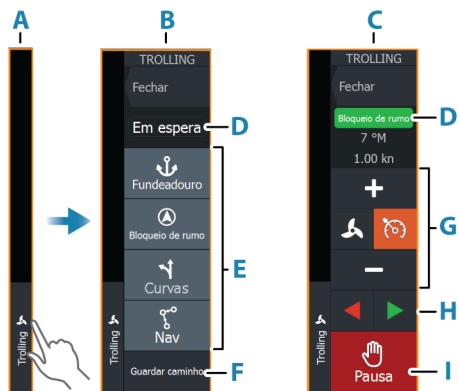 A
B
C
Trolling
TROLLING
Fechar
Em espera
D
Fundeadouro
Bloqueio de rumo
Curvas
Nav
E
Trolling
Guardar caminho
F
TROLLING
Fechar
Bloqueio de rumo
D
7 °M
1.00 kn
+
G
−
H
Trolling
Pausa
I